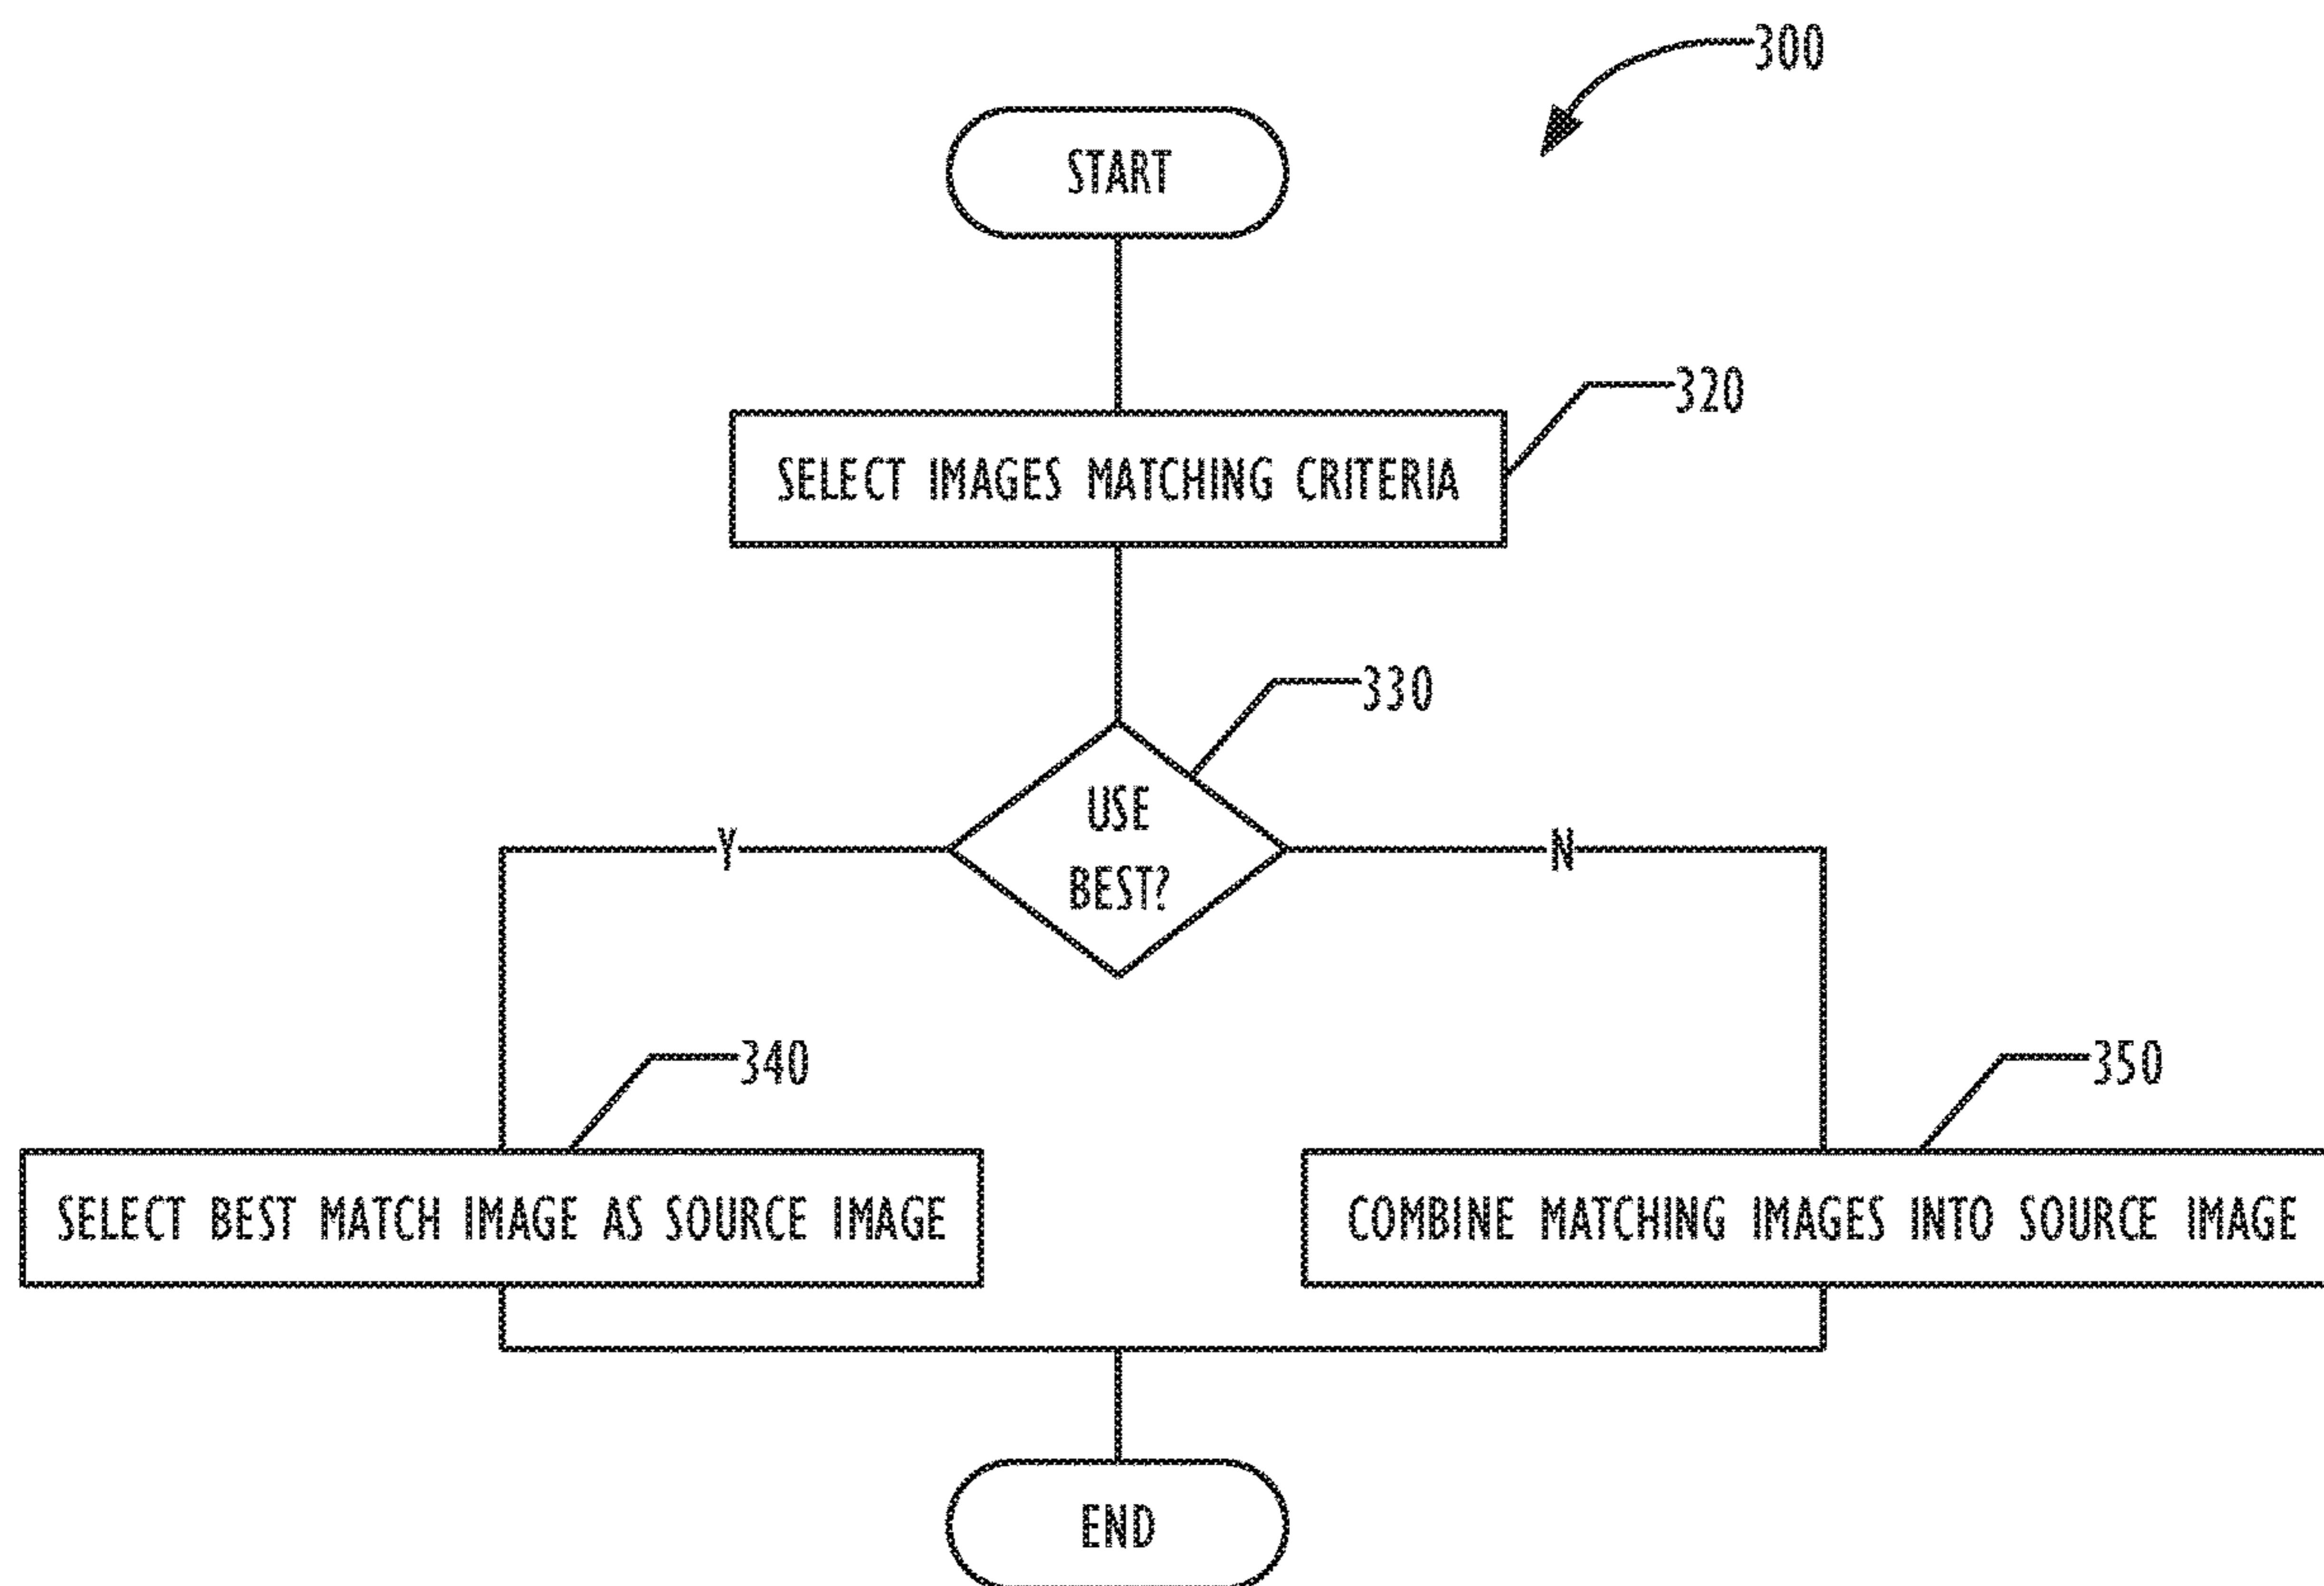 300
START
320
SELECT IMAGES MATCHING CRITERIA
330
USE
BEST?
Y
N
340
350
SELECT BEST MATCH IMAGE AS SOURCE IMAGE
COMBINE MATCHING IMAGES INTO SOURCE IMAGE
END